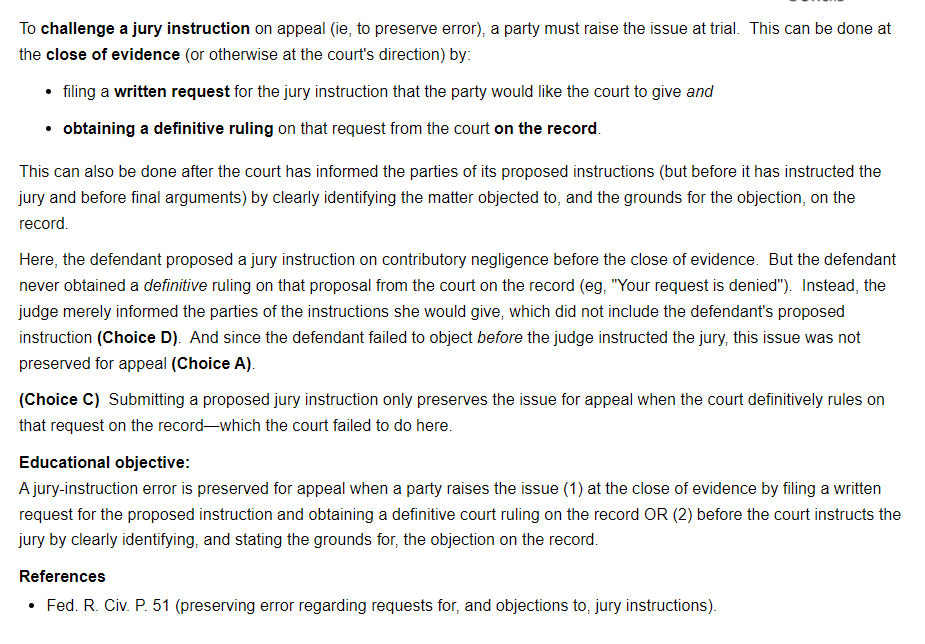 To challenge a jury instruction on appeal (ie, to preserve error), a party must raise the issue at trial.  This can be done at
the close of evidence (or otherwise at the court's direction) by:
• filing a written request for the jury instruction that the party would like the court to give and
• obtaining a definitive ruling on that request from the court on the record.
This can also be done after the court has informed the parties of its proposed instructions (but before it has instructed the
jury and before final arguments) by clearly identifying the matter objected to, and the grounds for the objection, on the
record.
Here, the defendant proposed a jury instruction on contributory negligence before the close of evidence.  But the defendant
never obtained a definitive ruling on that proposal from the court on the record (eg, "Your request is denied").  Instead, the
judge merely informed the parties of the instructions she would give, which did not include the defendant's proposed
instruction (Choice D).  And since the defendant failed to object before the judge instructed the jury, this issue was not
preserved for appeal (Choice A).
(Choice C)  Submitting a proposed jury instruction only preserves the issue for appeal when the court definitively rules on
that request on the record—which the court failed to do here.
Educational objective:
A jury-instruction error is preserved for appeal when a party raises the issue (1) at the close of evidence by filing a written
request for the proposed instruction and obtaining a definitive court ruling on the record OR (2) before the court instructs the
jury by clearly identifying, and stating the grounds for, the objection on the record.
References
• Fed. R. Civ. P. 51 (preserving error regarding requests for, and objections to, jury instructions).